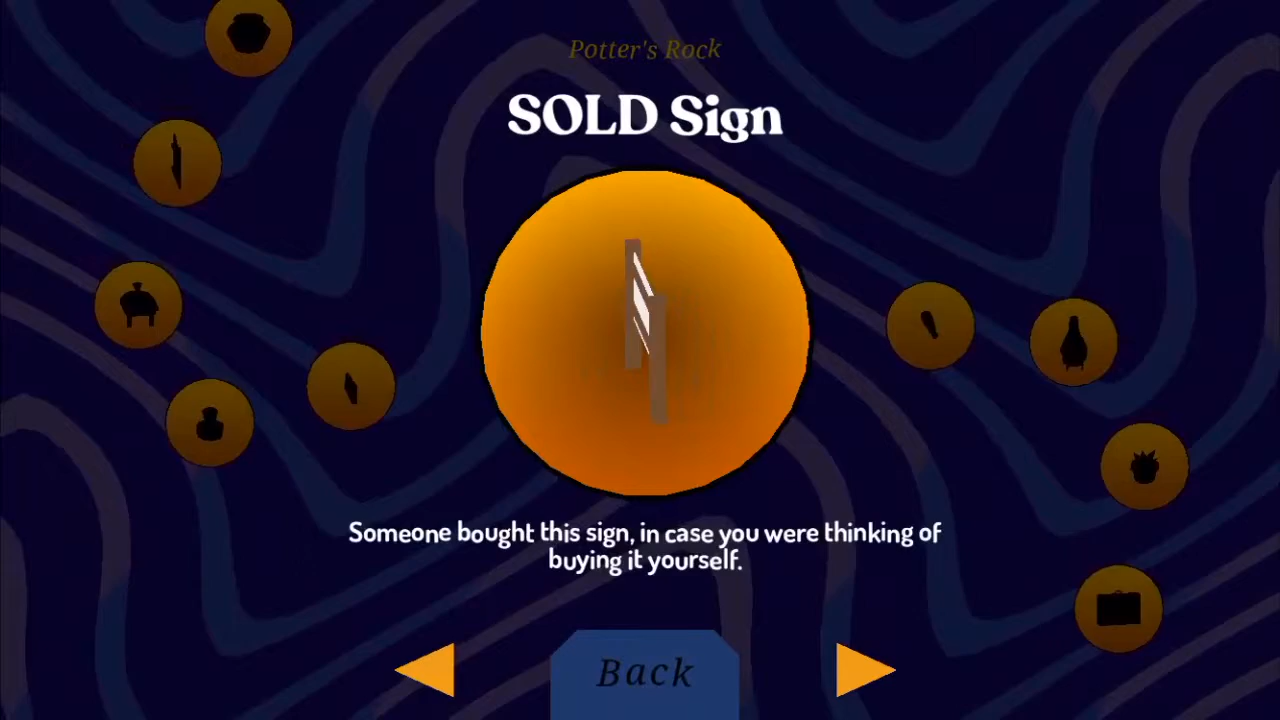 Potter's Rock
SOLD Sign
Someone bought this sign, in case you were thinking of
buying it yourself.
Back